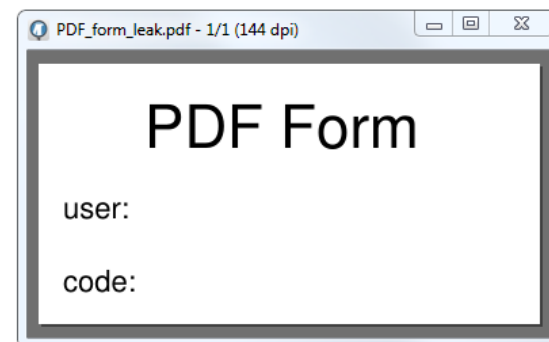 PDF_form_leak.pdf - 1/1 (144 dpi)
PDF Form
user:
code: